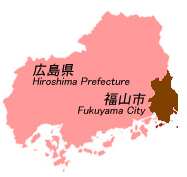 広島県
Hiroshima Prefecture
福山市
Fukuyama City